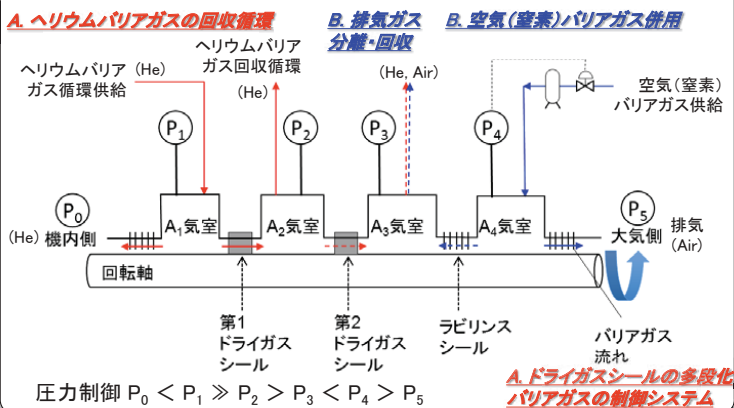 A. ヘリウムバリアガスの回収循環
B. 排気ガス
分離・回収
B. 空気(窒素)バリアガス併用
ヘリウムバリア
ガス循環供給
(He)
ヘリウムバリア
ガス回収循環
(He)
(He, Air)
空気(窒素)
バリアガス供給
P1
P2
P3
P4
P0
P5
(He) 機内側
A1気室
A2気室
A3気室
A4気室
大気側
排気
(Air)
回転軸
第1
ドライガス
シール
第2
ドライガス
シール
ラビリンス
シール
バリアガス
流れ
圧力制御 P0 < P1 ≫ P2 > P3 < P4 > P5
A. ドライガスシールの多段化
バリアガスの制御システム